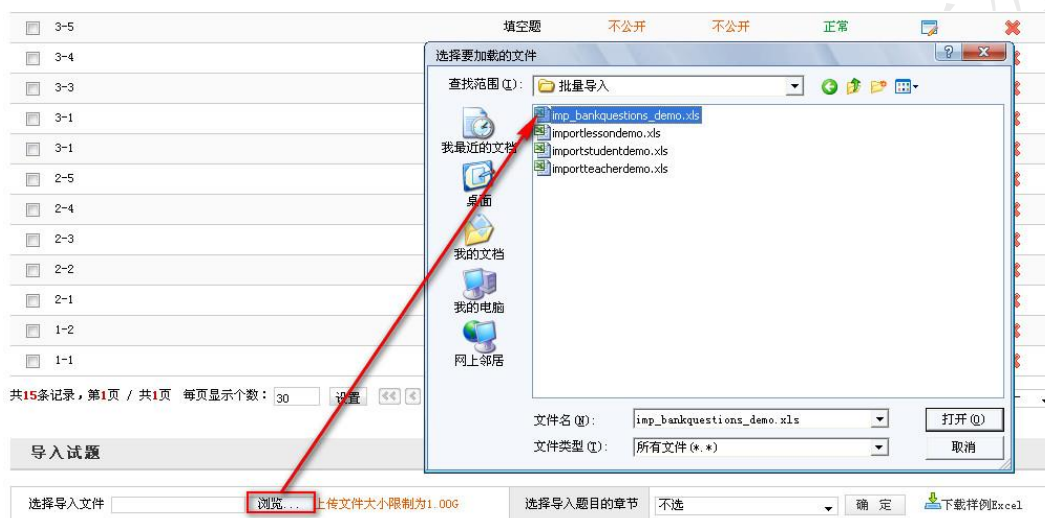 3-5 填空题 不公开 不公开 正常
3-4
3-3
3-1
3-1
2-5
2-4
2-3
2-2
2-1
1-2
1-1
选择要加载的文件
查找范围(I): 批量导入
我最近的文档
桌面
我的文档
我的电脑
网上邻居
imp_bankquestions_demo.xls
importlessondemo.xls
importstudentdemo.xls
importteacherdemo.xls
文件名(N): imp_bankquestions_demo.xls 打开(O)
文件类型(T): 所有文件(*.*) 取消
共15条记录，第1页 / 共1页 每页显示个数： 30 设置
导入试题
选择导入文件 浏览... 上传文件大小限制为1.00G 选择导入题目的章节 不选 确 定 下载样例Excel